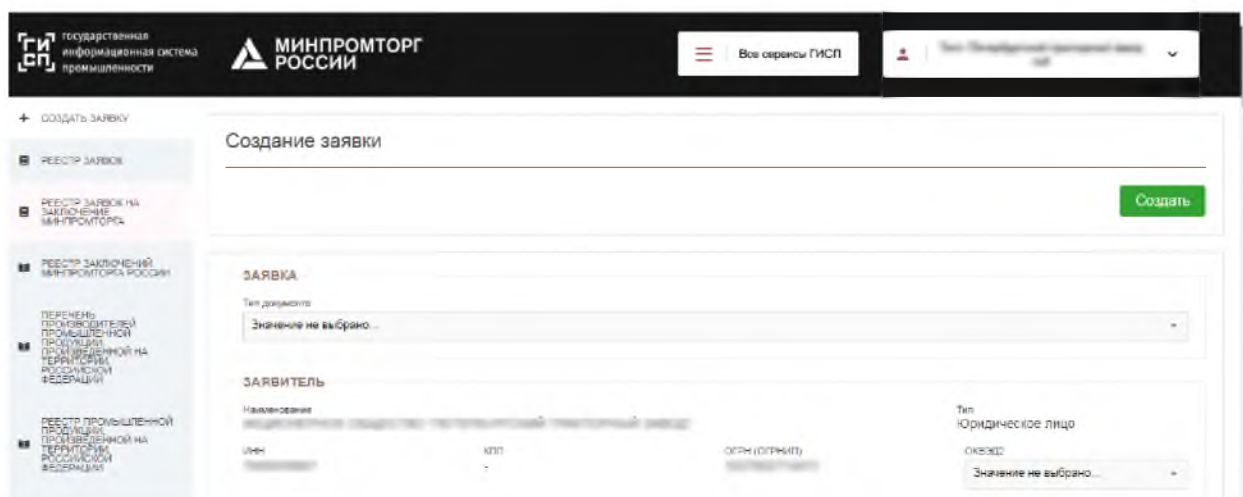 государственная
информационная система
промышленности
ГИСП
МИНПРОМТОРГ
РОССИИ
Все сервисы ГИСП
СОЗДАТЬ ЗАЯВКУ
РЕЕСТР ЗАЯВОК
РЕЕСТР ЗАЯВОК НА
ЗАКЛЮЧЕНИЕ
МИНПРОМТОРГА
РЕЕСТР ЗАКЛЮЧЕНИЙ
МИНПРОМТОРГА РОССИИ
ПЕРЕЧЕНЬ
ПРОИЗВОДИТЕЛЕЙ
ПРОМЫШЛЕННОЙ
ПРОДУКЦИИ,
ПРОИЗВЕДЕННОЙ НА
ТЕРРИТОРИИ
РОССИЙСКОЙ
ФЕДЕРАЦИИ
РЕЕСТР ПРОМЫШЛЕННОЙ
ПРОДУКЦИИ,
ПРОИЗВЕДЕННОЙ НА
ТЕРРИТОРИИ
РОССИЙСКОЙ
ФЕДЕРАЦИИ
Создание заявки
Создать
ЗАЯВКА
Тип документа
Значение не выбрано...
ЗАЯВИТЕЛЬ
Наименование
Тип
Юридическое лицо
ИНН
КПП
-
ОГРН (ОГРНИП)
ОКВЭД2
Значение не выбрано...